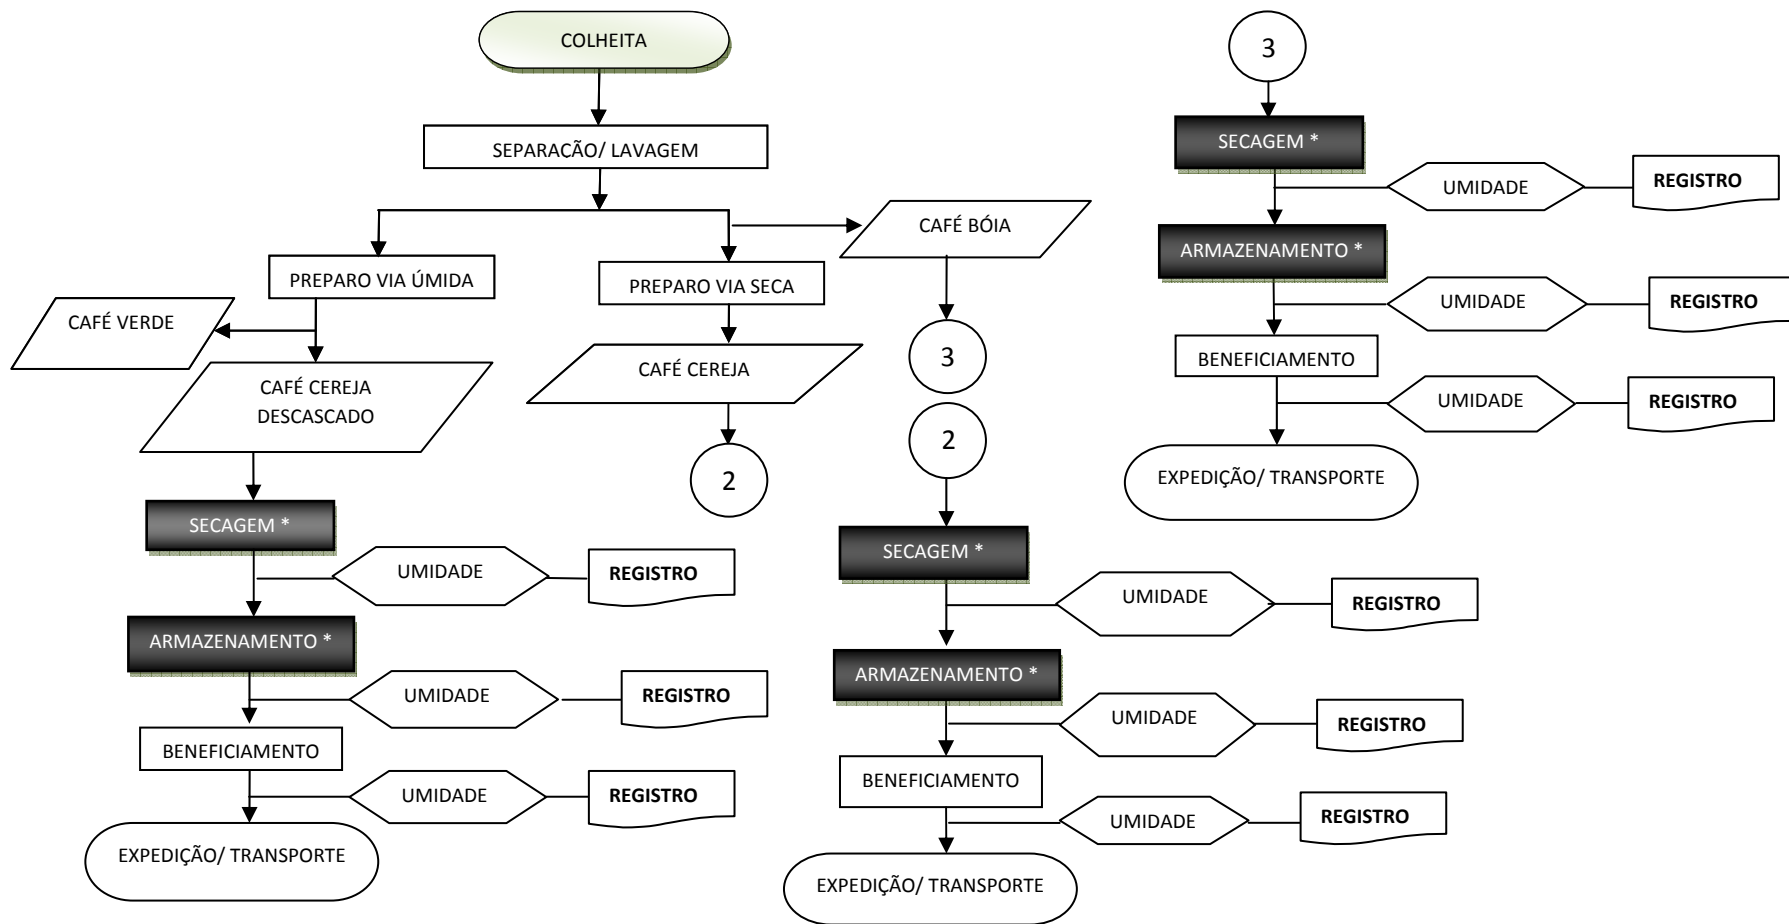 COLHEITA
SEPARAÇÃO/ LAVAGEM
PREPARO VIA ÚMIDA
PREPARO VIA SECA
CAFÉ BÓIA
CAFÉ VERDE
CAFÉ CEREJA
DESCASCADO
CAFÉ CEREJA
3
2
SECAGEM *
UMIDADE
REGISTRO
ARMAZENAMENTO *
UMIDADE
REGISTRO
BENEFICIAMENTO
UMIDADE
REGISTRO
EXPEDIÇÃO/ TRANSPORTE
2
SECAGEM *
UMIDADE
REGISTRO
ARMAZENAMENTO *
UMIDADE
REGISTRO
BENEFICIAMENTO
UMIDADE
REGISTRO
EXPEDIÇÃO/ TRANSPORTE
3
SECAGEM *
UMIDADE
REGISTRO
ARMAZENAMENTO *
UMIDADE
REGISTRO
BENEFICIAMENTO
UMIDADE
REGISTRO
EXPEDIÇÃO/ TRANSPORTE